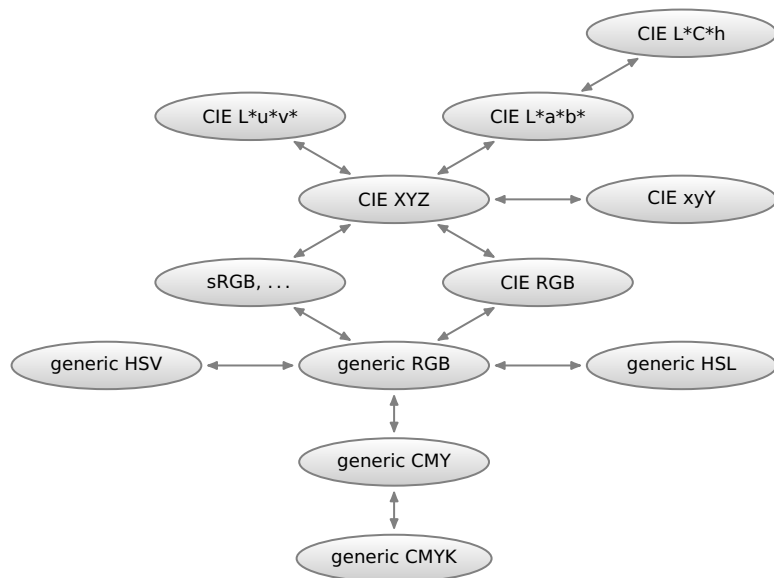 CIE L*C*h
CIE L*u*v*
CIE L*a*b*
CIE XYZ
CIE xyY
sRGB, ...
CIE RGB
generic HSV
generic RGB
generic HSL
generic CMY
generic CMYK